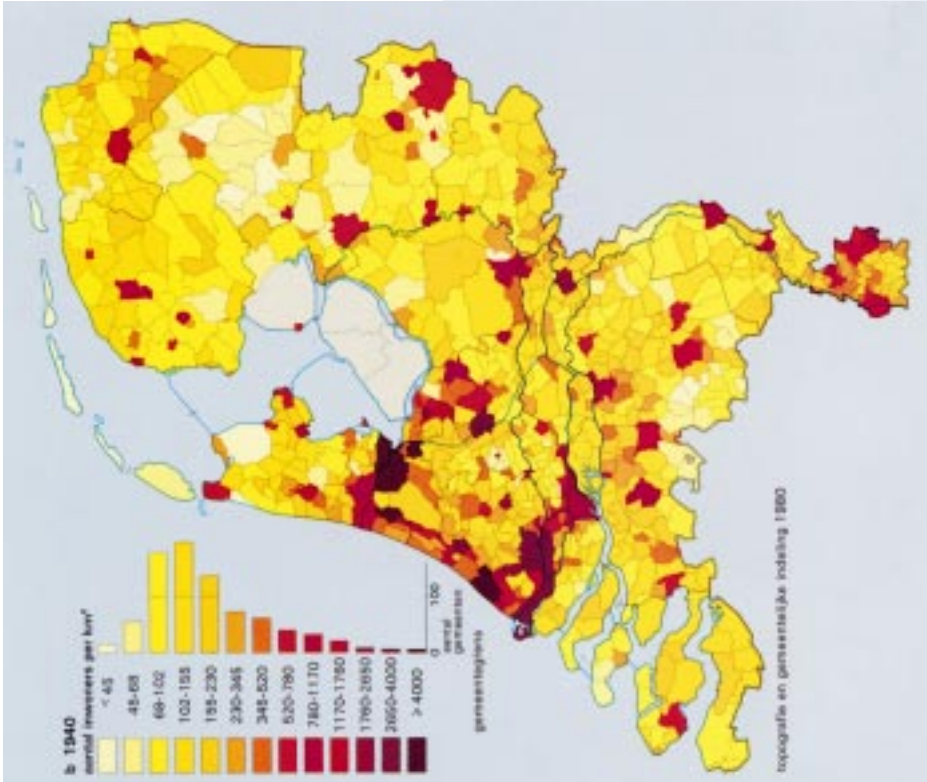 b 1940
aantal inwoners per km²
< 45
45-68
68-102
102-155
155-230
230-345
345-520
520-780
780-1170
1170-1760
1760-2650
2650-4000
> 4000
0 100
aantal
gemeenten
gemeentegrens
topografie en gemeentelijke indeling 1980